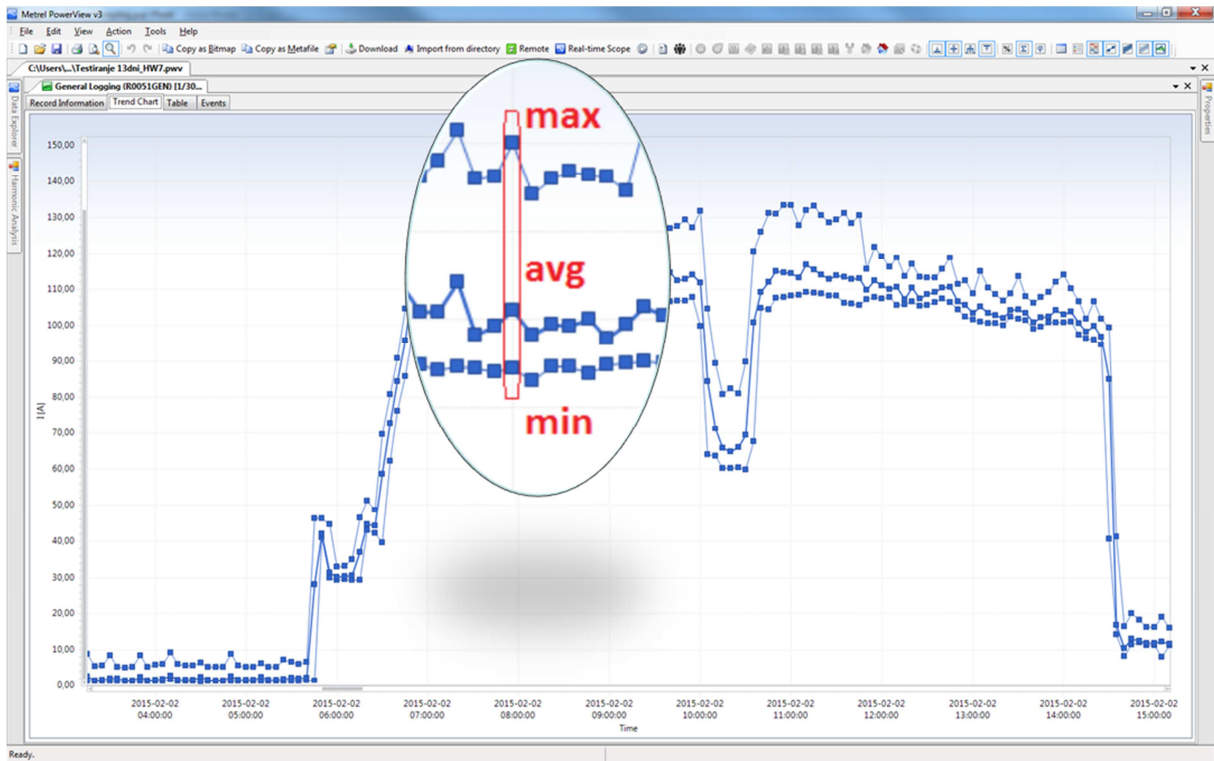 Metrel PowerView v3
File Edit View Action Tools Help
Copy as Bitmap Copy as Metafile Download Import from directory Remote Real-time Scope
C:\Users\...\Testiranje 13dni_HW7.pwv
General Logging (R0051GEN) [1/30...
Record Information Trend Chart Table Events
Data Explorer
Harmonic Analysis
Properties
max
avg
min
150,00
140,00
130,00
120,00
110,00
100,00
90,00
80,00
70,00
60,00
50,00
40,00
30,00
20,00
10,00
0,00
I [A]
2015-02-02 2015-02-02 2015-02-02 2015-02-02 2015-02-02 2015-02-02 2015-02-02 2015-02-02 2015-02-02 2015-02-02 2015-02-02 2015-02-02
04:00:00 05:00:00 06:00:00 07:00:00 08:00:00 09:00:00 10:00:00 11:00:00 12:00:00 13:00:00 14:00:00 15:00:00
Time
Ready.